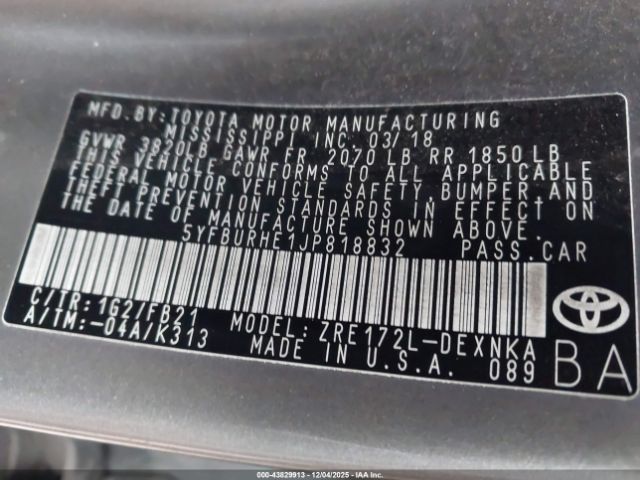 MFD. BY: TOYOTA MOTOR MANUFACTURING
MISSISSIPPI, INC. 03/18
GVWR 3820LB GAWR FR 2070 LB RR 1850 LB
THIS VEHICLE CONFORMS TO ALL APPLICABLE
FEDERAL MOTOR VEHICLE SAFETY, BUMPER, AND
THEFT PREVENTION STANDARDS IN EFFECT ON
THE DATE OF MANUFACTURE SHOWN ABOVE.
5YFBURHE1JP818832 PASS.CAR
C/TR: 1G2/FB21
A/TM: -04A/K313
MODEL: ZRE172L-DEXNKA
MADE IN U.S.A. 089
TOYOTA
BA
000-43829913 - 12/04/2025 - IAA Inc.